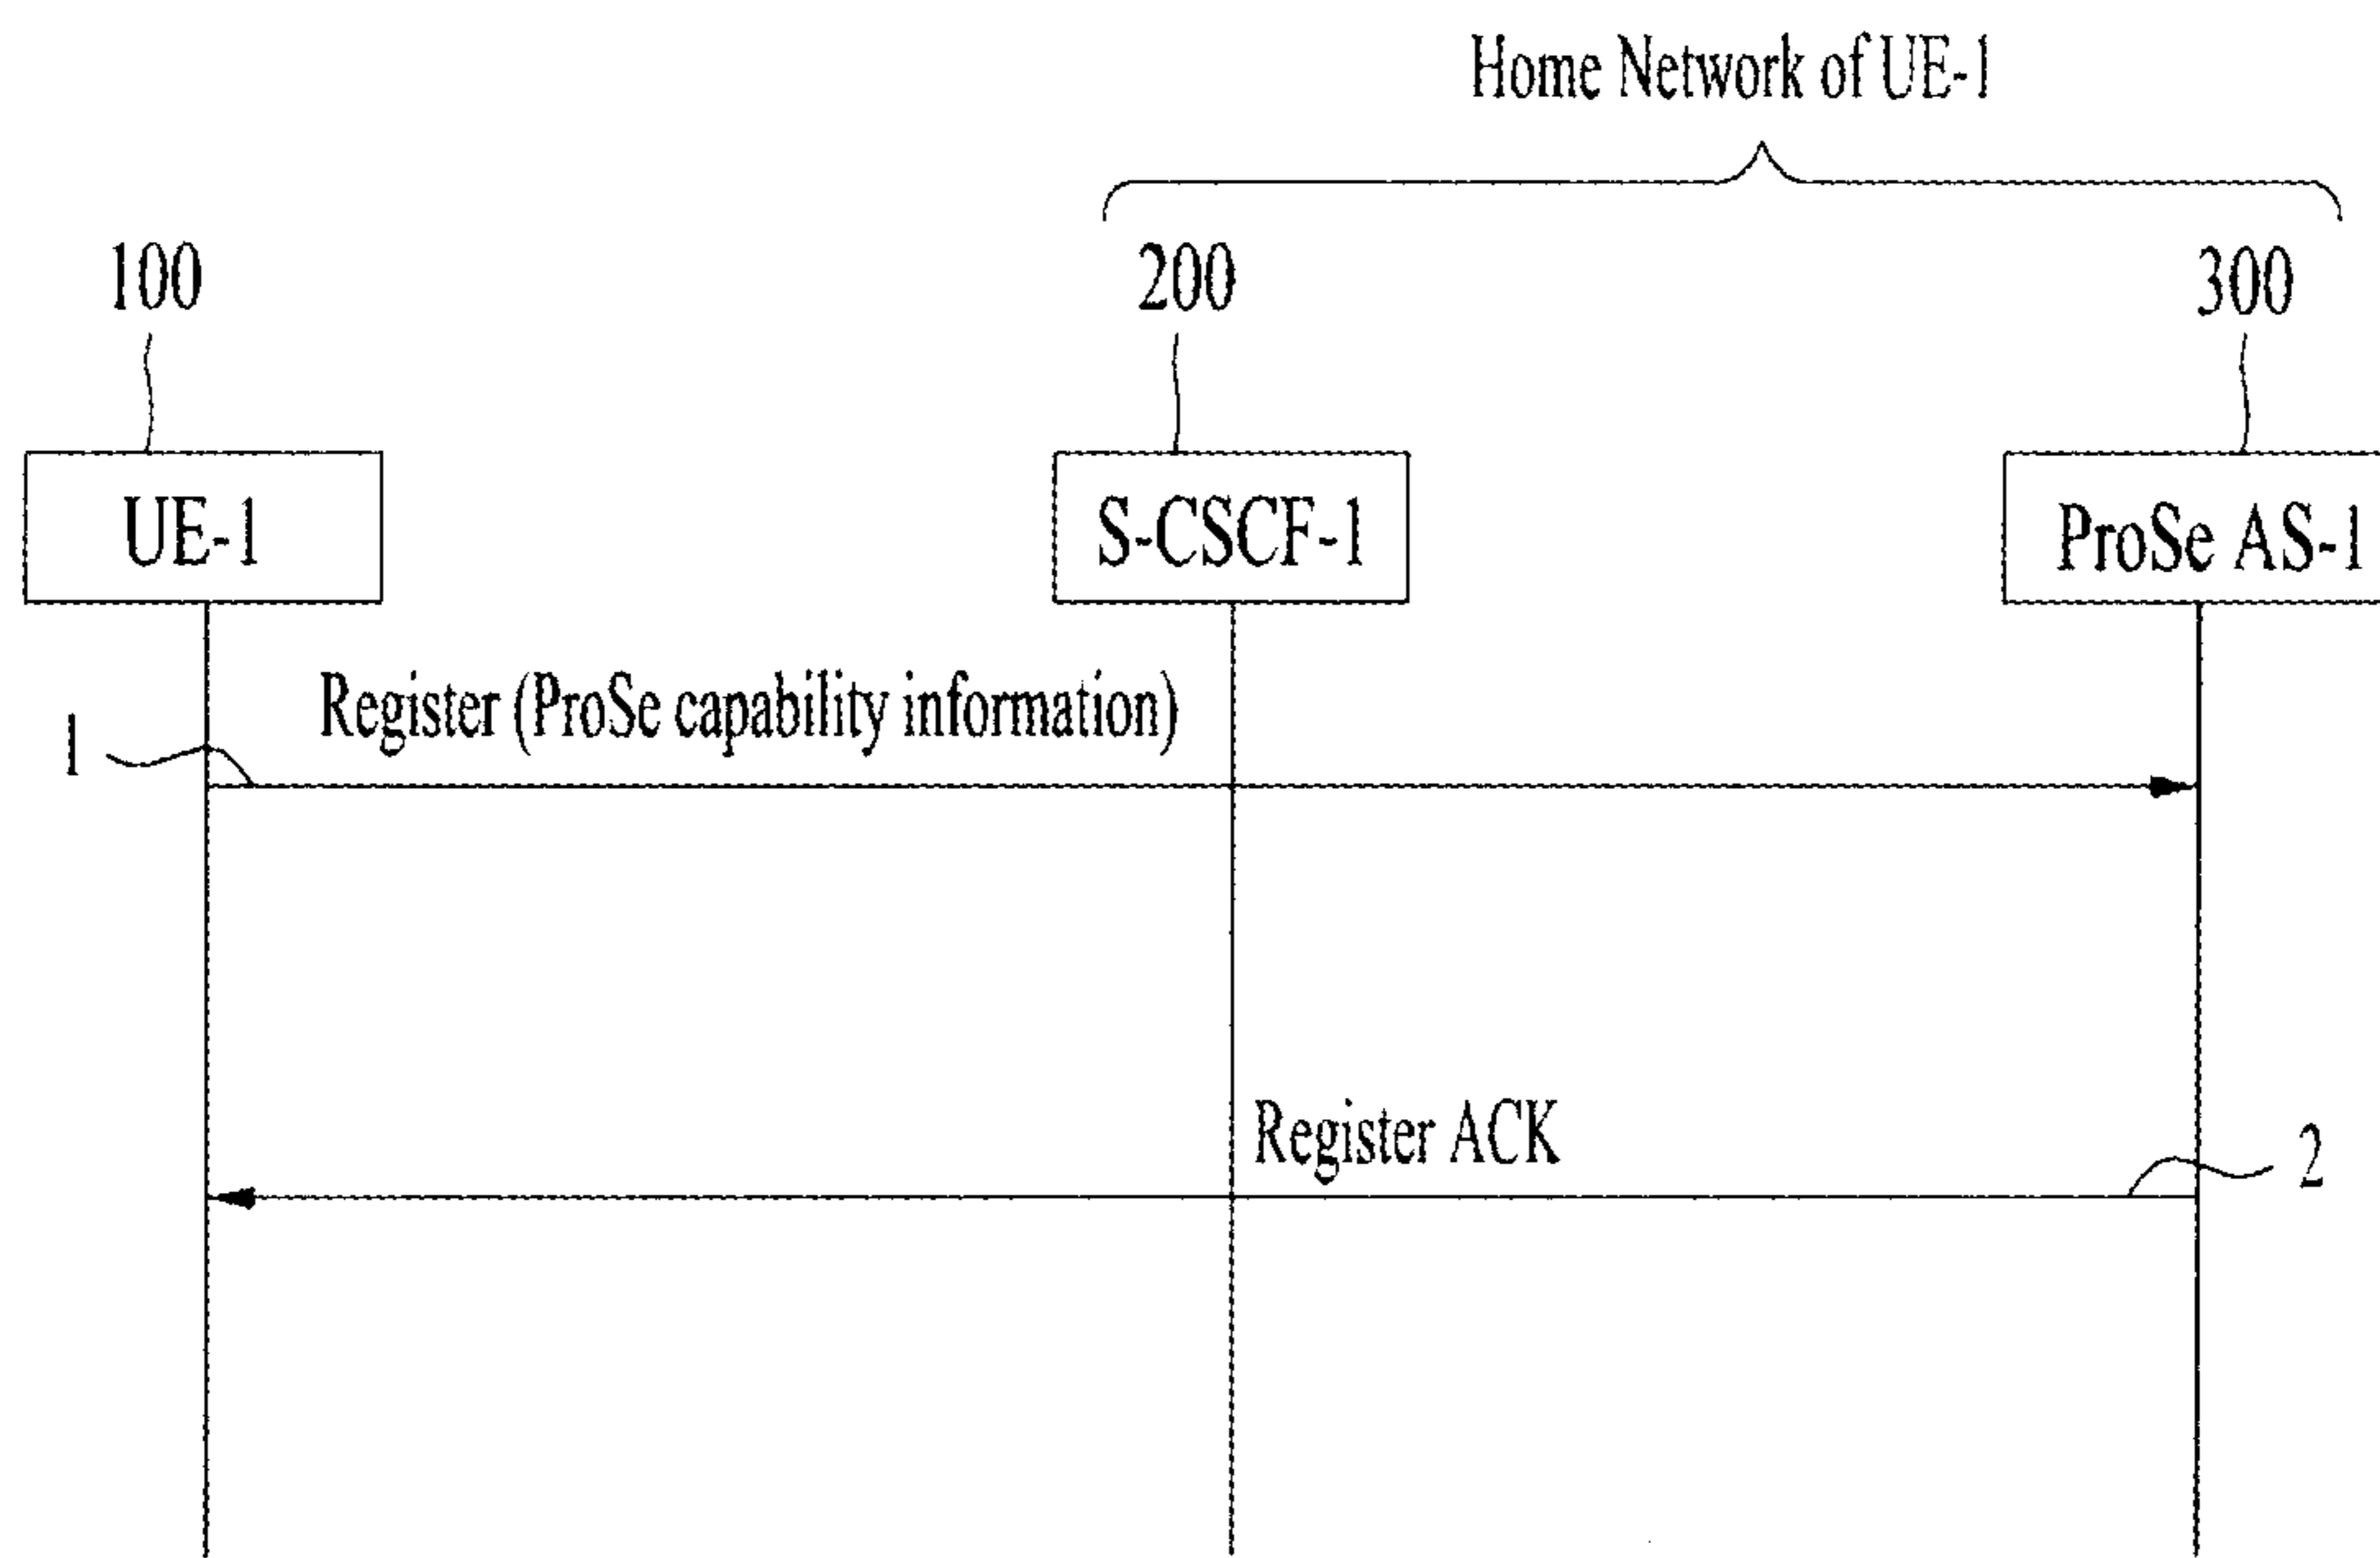 Home Network of UE-1
100
200
300
UE-1
S-CSCF-1
ProSe AS-1
Register (ProSe capability information)
1
Register ACK
2